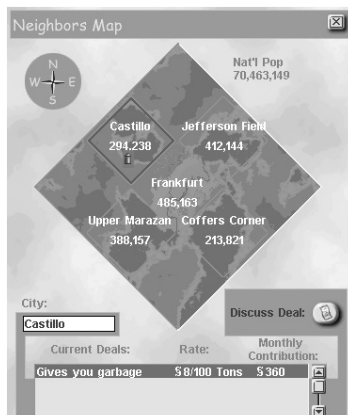 Neighbors Map
N
W E
S
Nat'l Pop
70,463,149
Castillo Jefferson Field
294,238 412,144
Frankfurt
485,163
Upper Marazan Coffers Corner
388,157 213,821
City:
Castillo
Discuss Deal:
Current Deals: Rate: Monthly Contribution:
Gives you garbage §8/100 Tons §360